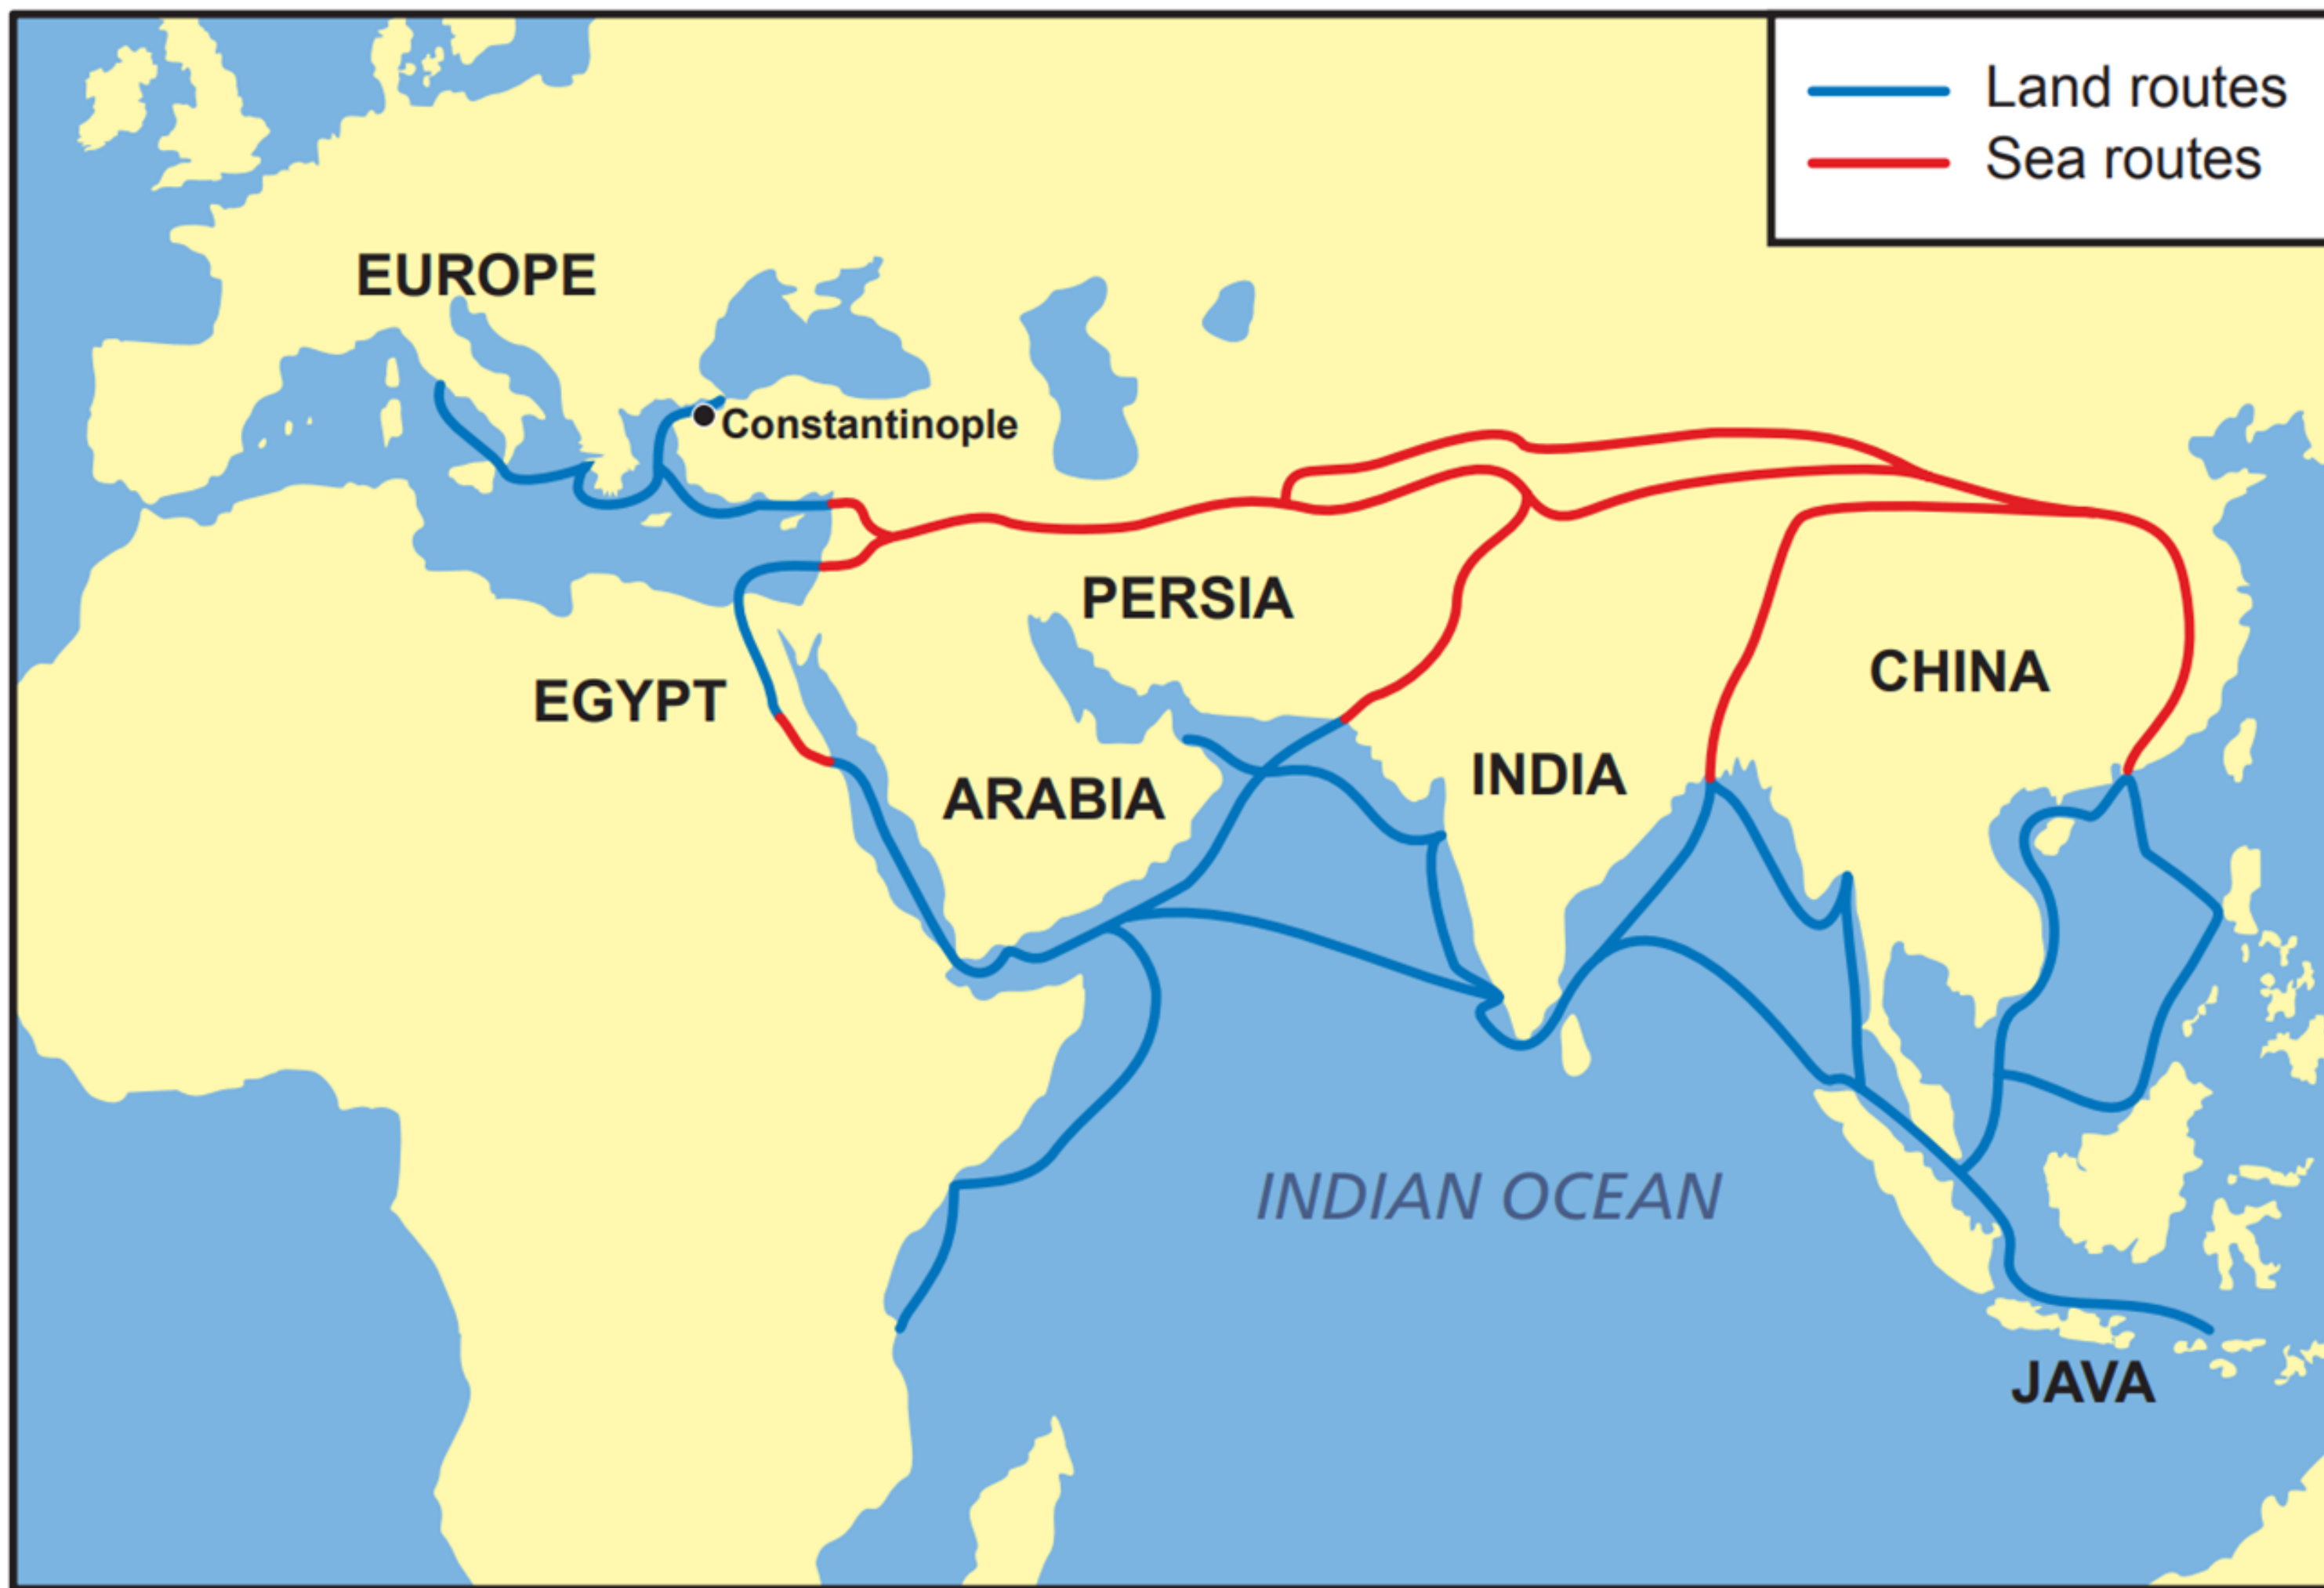 Land routes
Sea routes
EUROPE
Constantinople
PERSIA
CHINA
EGYPT
INDIA
ARABIA
INDIAN OCEAN
JAVA